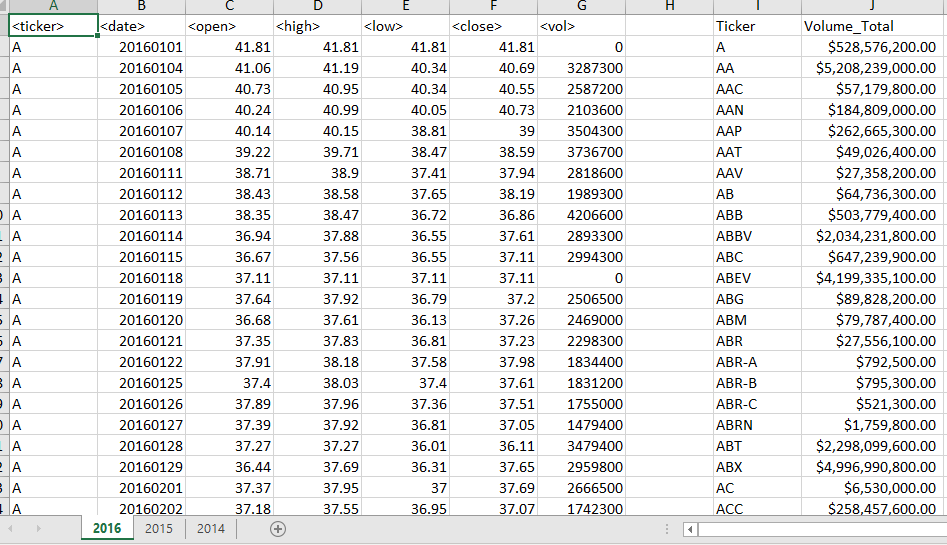 A B C D E F G H I J
<ticker> <date> <open> <high> <low> <close> <vol> Ticker Volume_Total
A 20160101 41.81 41.81 41.81 41.81 0 A $528,576,200.00
A 20160104 41.06 41.19 40.34 40.69 3287300 AA $5,208,239,000.00
A 20160105 40.73 40.95 40.34 40.55 2587200 AAC $57,179,800.00
A 20160106 40.24 40.99 40.05 40.73 2103600 AAN $184,809,000.00
A 20160107 40.14 40.15 38.81 39 3504300 AAP $262,665,300.00
A 20160108 39.22 39.71 38.47 38.59 3736700 AAT $49,026,400.00
A 20160111 38.71 38.9 37.41 37.94 2818600 AAV $27,358,200.00
A 20160112 38.43 38.58 37.65 38.19 1989300 AB $64,736,300.00
A 20160113 38.35 38.47 36.72 36.86 4206600 ABB $503,779,400.00
A 20160114 36.94 37.88 36.55 37.61 2893300 ABBV $2,034,231,800.00
A 20160115 36.67 37.56 36.55 37.11 2994300 ABC $647,239,900.00
A 20160118 37.11 37.11 37.11 37.11 0 ABEV $4,199,335,100.00
A 20160119 37.64 37.92 36.79 37.2 2506500 ABG $89,828,200.00
A 20160120 36.68 37.61 36.13 37.26 2469000 ABM $79,787,400.00
A 20160121 37.35 37.83 36.81 37.23 2298300 ABR $27,556,100.00
A 20160122 37.91 38.18 37.58 37.98 1834400 ABR-A $792,500.00
A 20160125 37.4 38.03 37.4 37.61 1831200 ABR-B $795,300.00
A 20160126 37.89 37.96 37.36 37.51 1755000 ABR-C $521,300.00
A 20160127 37.39 37.92 36.81 37.05 1479400 ABRN $1,759,800.00
A 20160128 37.27 37.27 36.01 36.11 3479400 ABT $2,298,099,600.00
A 20160129 36.44 37.69 36.31 37.65 2959800 ABX $4,996,990,800.00
A 20160201 37.37 37.95 37 37.69 2666500 AC $6,530,000.00
A 20160202 37.18 37.55 36.95 37.07 1742300 ACC $258,457,600.00
2016 2015 2014